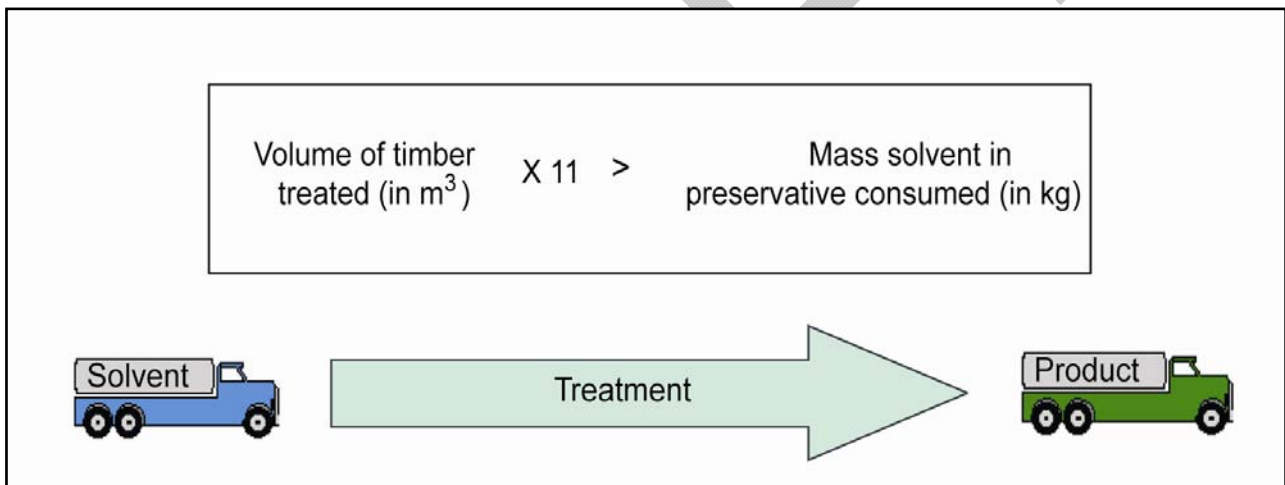 Volume of timber
treated (in m³)
X 11 >
Mass solvent in
preservative consumed (in kg)
Solvent
Treatment
Product